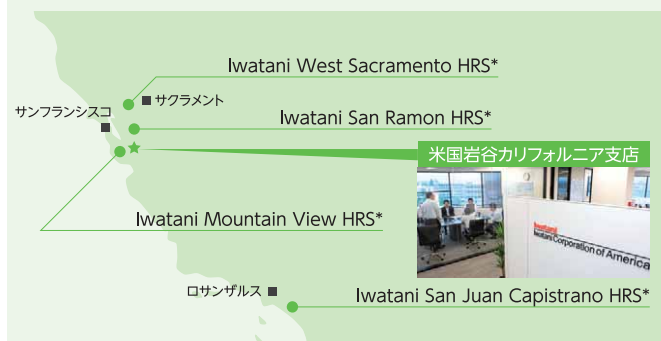 Iwatani West Sacramento HRS*
サクラメント
サンフランシスコ
Iwatani San Ramon HRS*
米国岩谷カリフォルニア支店
Iwatani
Iwatani Corporation of America
Iwatani Mountain View HRS*
ロサンザルス
Iwatani San Juan Capistrano HRS*